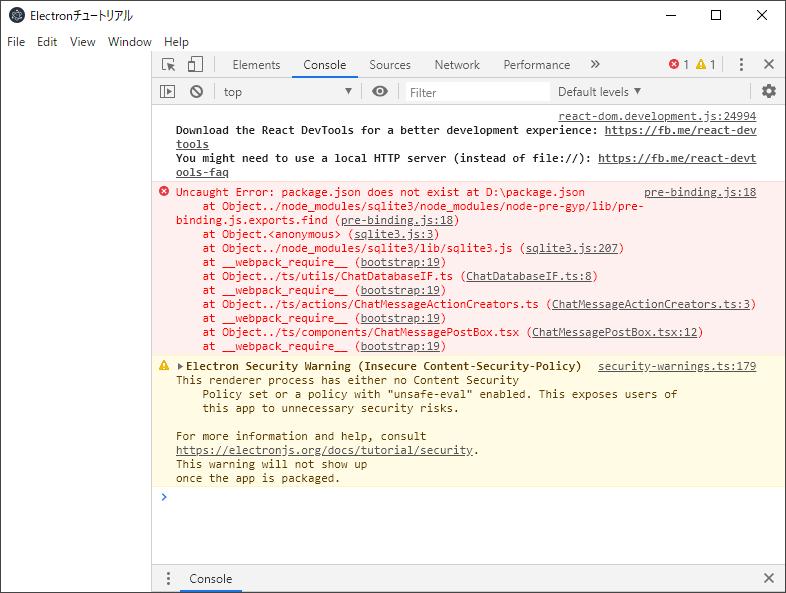 Electronチュートリアル
File Edit View Window Help
Elements Console Sources Network Performance » 1 1
top ▼ Filter Default levels ▼
react-dom.development.js:24994
Download the React DevTools for a better development experience: https://fb.me/react-dev
tools
You might need to use a local HTTP server (instead of file://): https://fb.me/react-devt
ools-faq
Uncaught Error: package.json does not exist at D:\package.json pre-binding.js:18
at Object../node_modules/sqlite3/node_modules/node-pre-gyp/lib/pre-
binding.js.exports.find (pre-binding.js:18)
at Object.<anonymous> (sqlite3.js:3)
at Object../node_modules/sqlite3/lib/sqlite3.js (sqlite3.js:207)
at __webpack_require__ (bootstrap:19)
at Object../ts/utils/ChatDatabaseIF.ts (ChatDatabaseIF.ts:8)
at __webpack_require__ (bootstrap:19)
at Object../ts/actions/ChatMessageActionCreators.ts (ChatMessageActionCreators.ts:3)
at __webpack_require__ (bootstrap:19)
at Object../ts/components/ChatMessagePostBox.tsx (ChatMessagePostBox.tsx:12)
at __webpack_require__ (bootstrap:19)
▶Electron Security Warning (Insecure Content-Security-Policy) security-warnings.ts:179
This renderer process has either no Content Security
Policy set or a policy with "unsafe-eval" enabled. This exposes users of
this app to unnecessary security risks.
For more information and help, consult
https://electronjs.org/docs/tutorial/security.
This warning will not show up
once the app is packaged.
Console